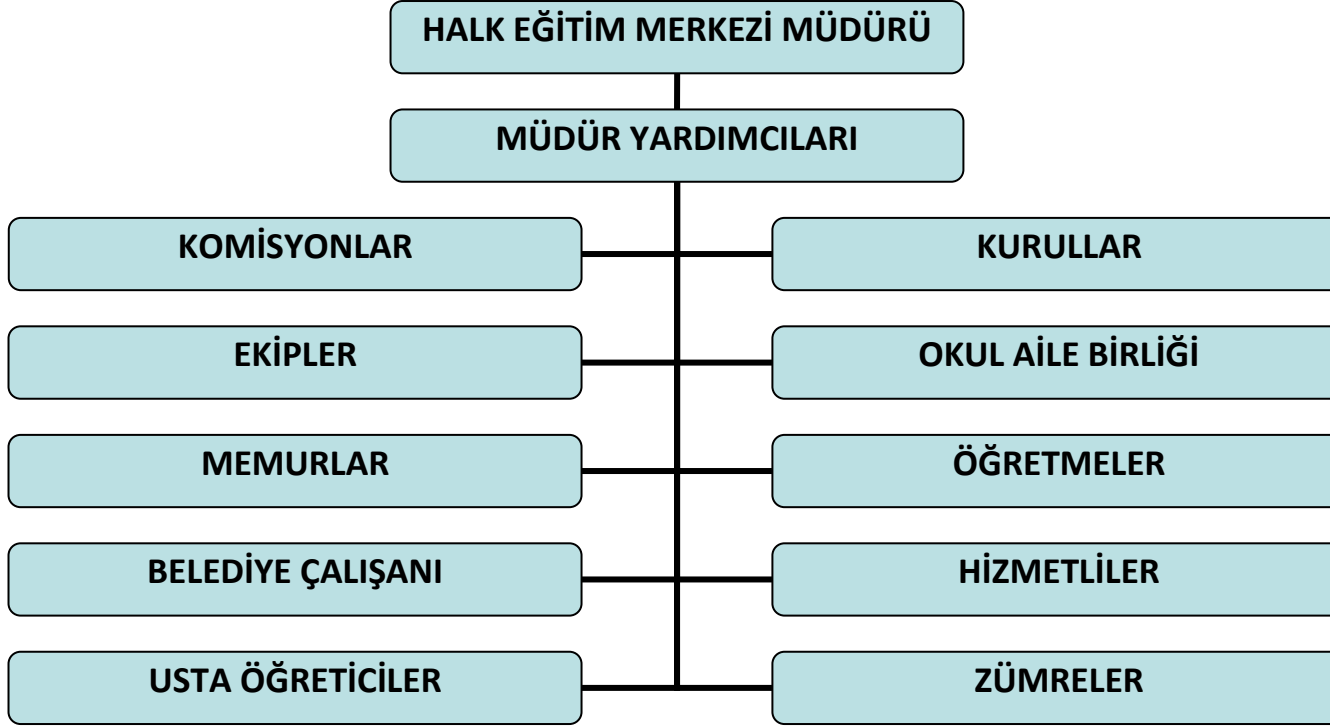 HALK EĞİTİM MERKEZİ MÜDÜRÜ
MÜDÜR YARDIMCILARI
KOMİSYONLAR
KURULLAR
EKİPLER
OKUL AİLE BİRLİĞİ
MEMURLAR
ÖĞRETMELER
BELEDİYE ÇALIŞANI
HİZMETLİLER
USTA ÖĞRETİCİLER
ZÜMRELER